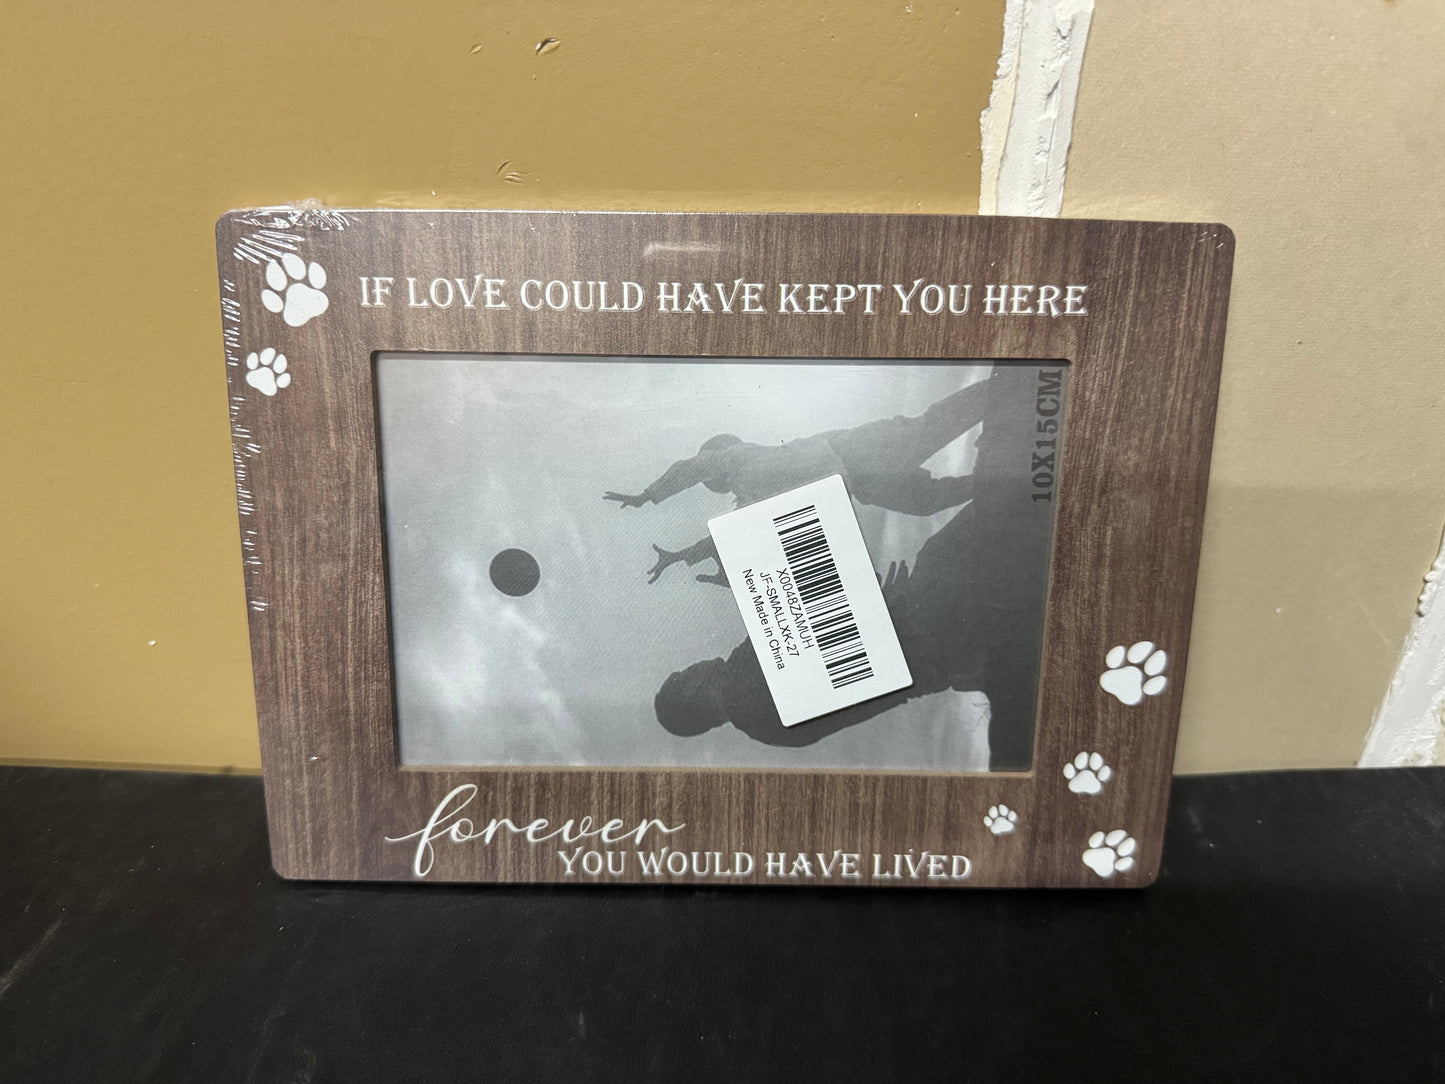 IF LOVE COULD HAVE KEPT YOU HERE
10X15CM
X0048ZAMUH
JF-SMALLXK-27
New Made in China
forever
YOU WOULD HAVE LIVED